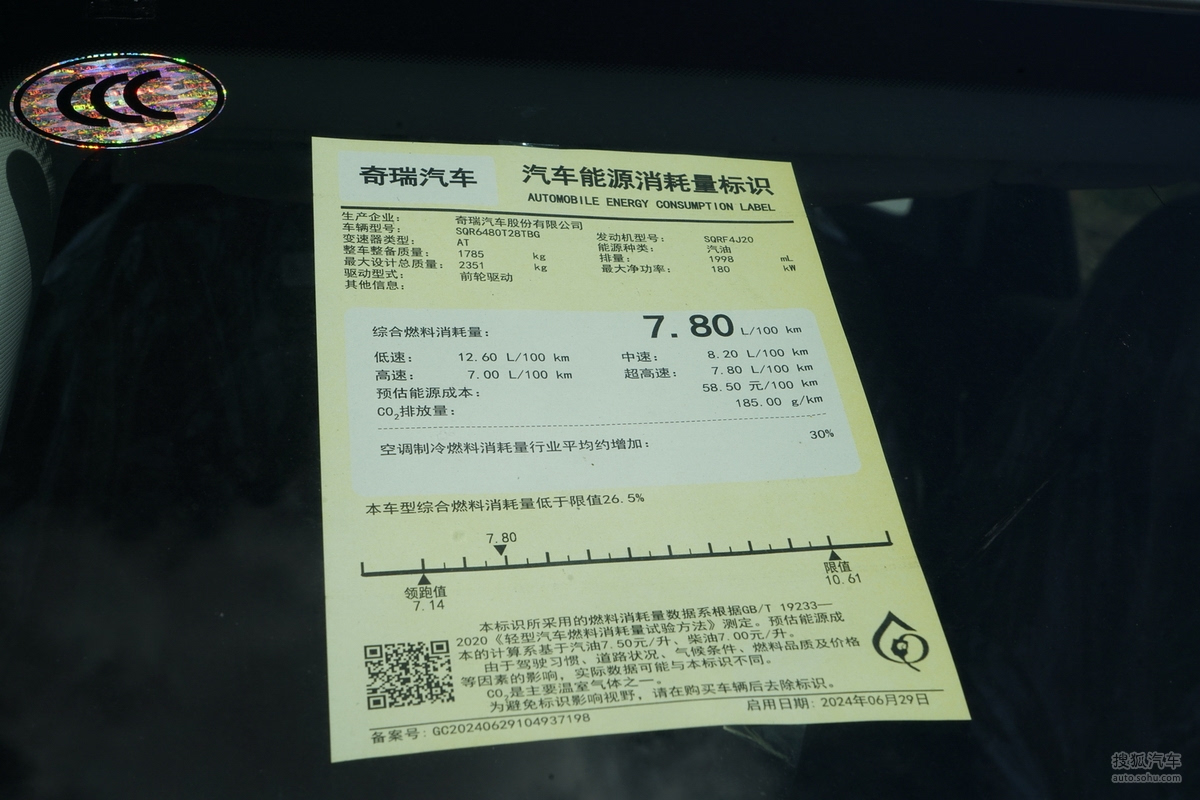 CCC
奇瑞汽车
汽车能源消耗量标识
AUTOMOBILE ENERGY CONSUMPTION LABEL
生产企业: 奇瑞汽车股份有限公司
车辆型号: SQR6480T28TBG 发动机型号: SQRF4J20
变速器类型: AT 能源种类: 汽油
整车整备质量: 1785 kg 排量: 1998 mL
最大设计总质量: 2351 kg 最大净功率: 180 kW
驱动型式: 前轮驱动
其他信息:
综合燃料消耗量: 7.80 L/100 km
低速: 12.60 L/100 km 中速: 8.20 L/100 km
高速: 7.00 L/100 km 超高速: 7.80 L/100 km
预估能源成本: 58.50 元/100 km
CO₂排放量: 185.00 g/km
空调制冷燃料消耗量行业平均约增加: 30%
本车型综合燃料消耗量低于限值26.5%
7.80
领跑值
7.14
限值
10.61
本标识所采用的燃料消耗量数据系根据GB/T 19233—
2020《轻型汽车燃料消耗量试验方法》测定。预估能源成
本的计算系基于汽油7.50元/升、柴油7.00元/升。
由于驾驶习惯、道路状况、气候条件、燃料品质及价格
等因素的影响,实际数据可能与本标识不同。
CO₂是主要温室气体之一。
为避免标识影响视野,请在购买车辆后去除标识。
备案号: GC20240629104937198
启用日期: 2024年06月29日
搜狐汽车
auto.sohu.com